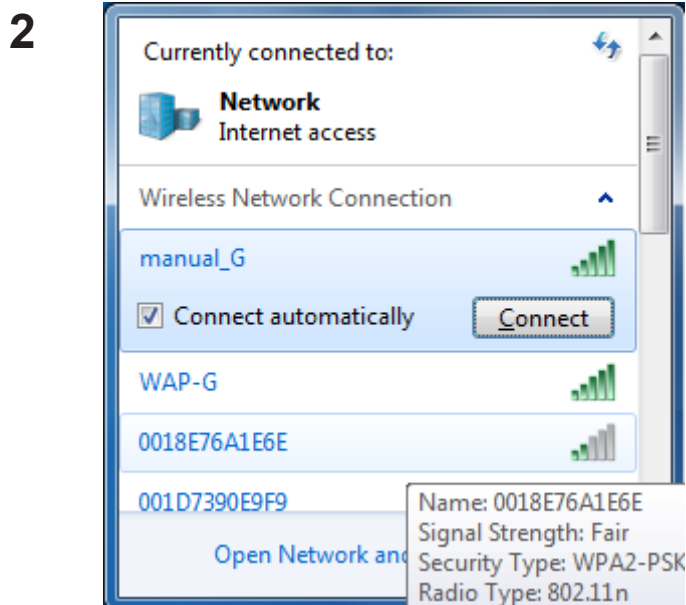 2
Currently connected to:
Network
Internet access
Wireless Network Connection
manual_G
Connect automatically
Connect
WAP-G
0018E76A1E6E
001D7390E9F9
Name: 0018E76A1E6E
Signal Strength: Fair
Open Network and
Security Type: WPA2-PSK
Radio Type: 802.11n